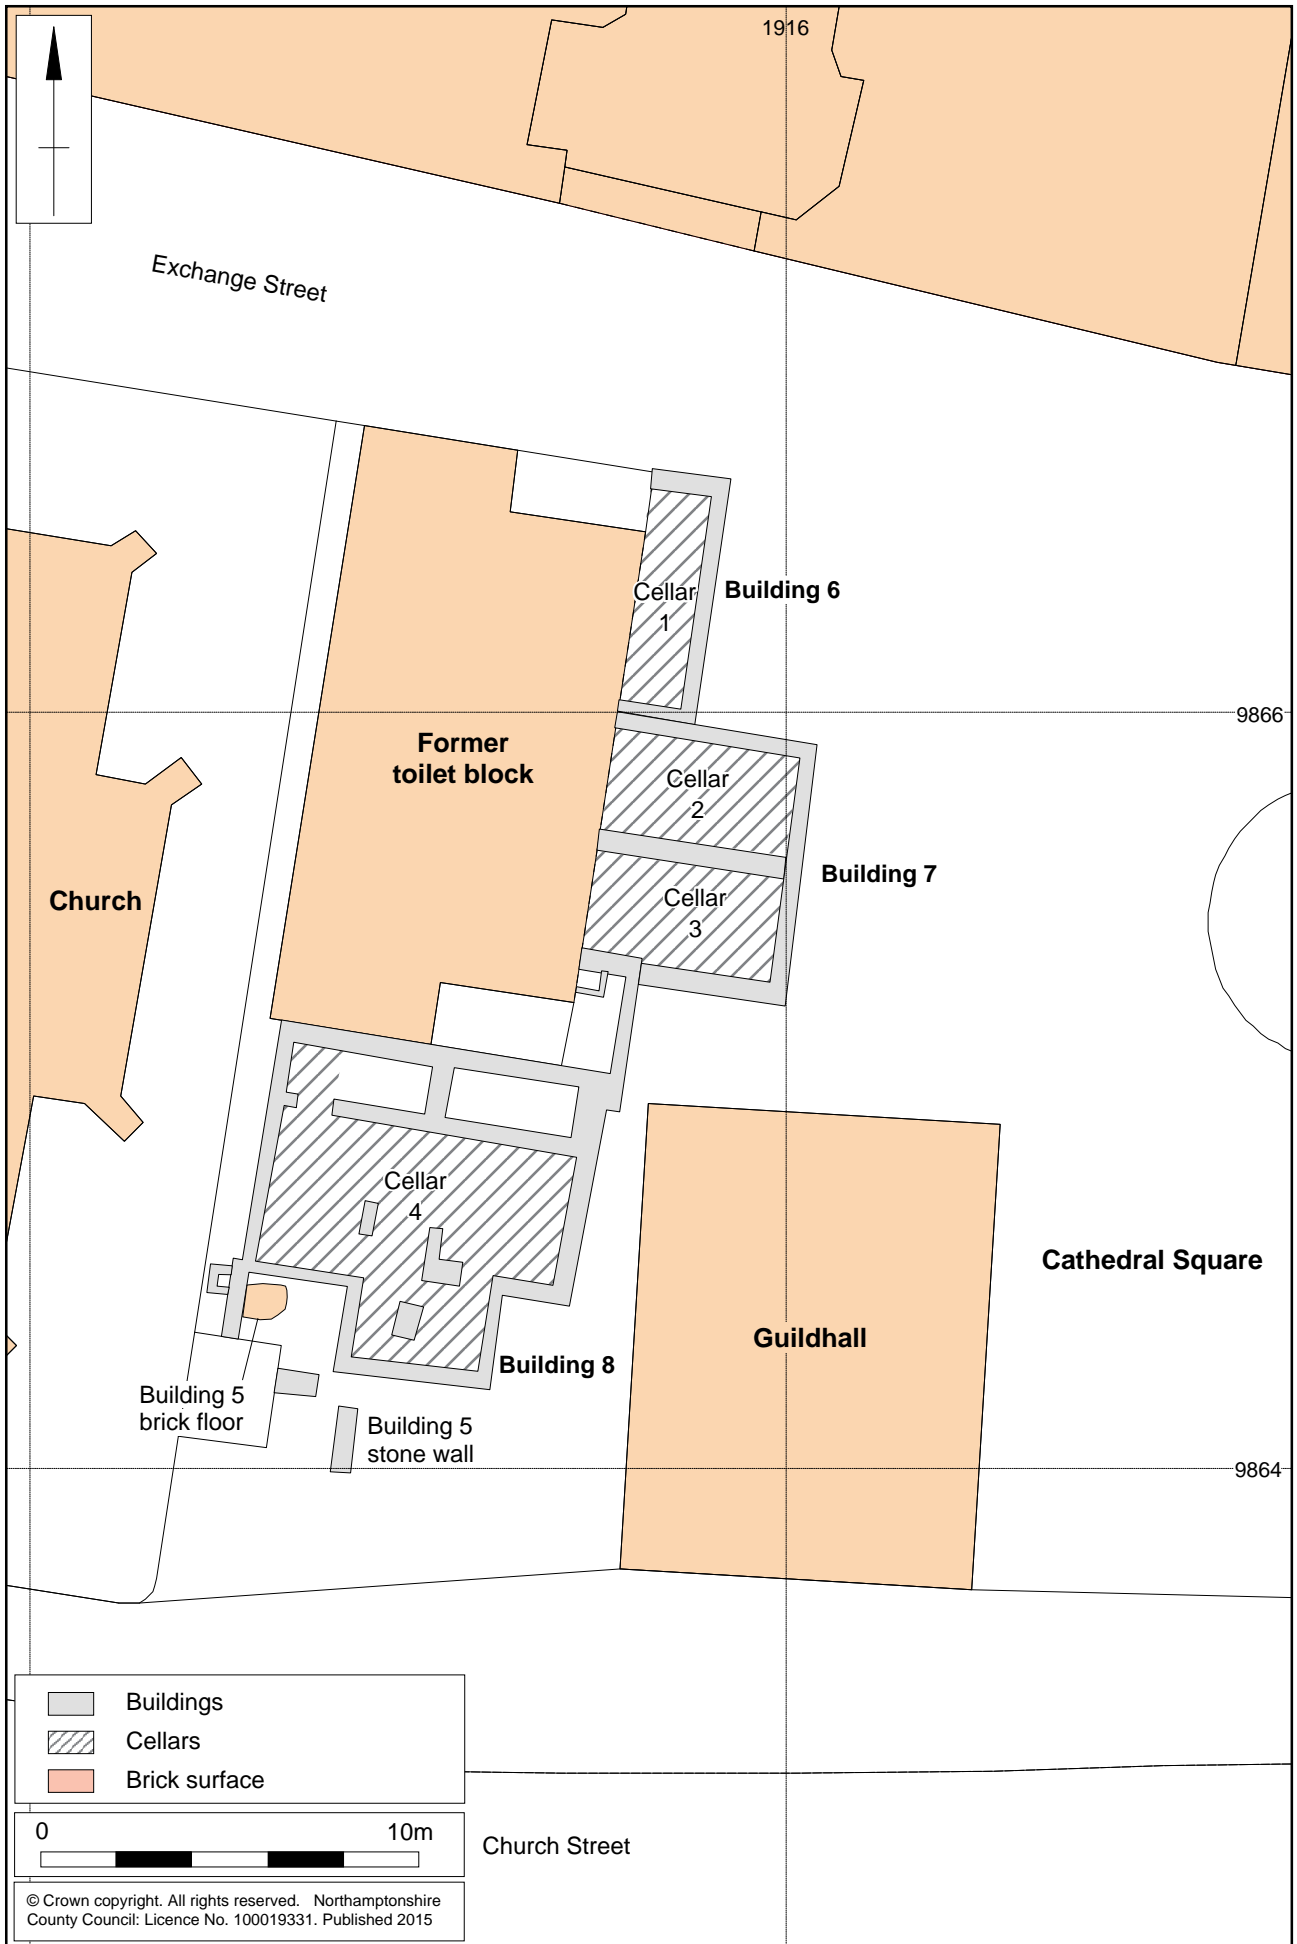 1916
Exchange Street
Cellar
1
Building 6
9866
Former
toilet block
Cellar
2
Building 7
Church
Cellar
3
Cellar
4
Cathedral Square
Guildhall
Building 8
Building 5
brick floor
Building 5
stone wall
9864
Buildings
Cellars
Brick surface
0 10m
Church Street
© Crown copyright. All rights reserved. Northamptonshire
County Council: Licence No. 100019331. Published 2015